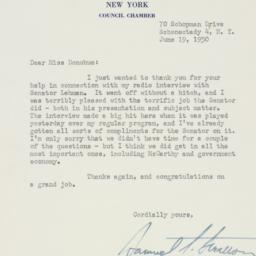 NEW YORK
COUNCIL CHAMBER
70 Schopman Drive
Schenectady 4, N. Y.
June 19, 1950
Dear Miss Donohue:
I just wanted to thank you for your
help in connection with my radio interview with
Senator Lehman. It went off without a hitch, and I
was terribly pleased with the terrific job the Senator
did - both in his presentation and subject matter.
The interview made a big hit here when it was played
yesterday over my regular program, and I've already
gotten all sorts of compliments for the Senator on it.
I'm only sorry that we didn't have time for a couple
of the questions - but I think we did get in all the
most important ones, including McCarthy and government
economy.
Thanks again, and congratulations on
a grand job.
Cordially yours,
Samuel S. Stratton